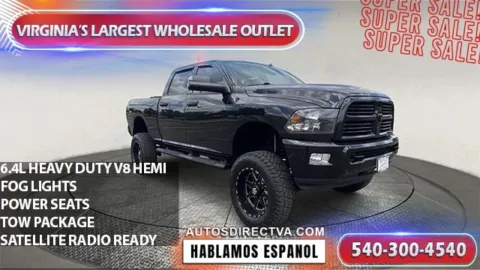 VIRGINIA'S LARGEST WHOLESALE OUTLET
SUPER SALE!
SUPER SALE!
SUPER SALE!
6.4L HEAVY DUTY V8 HEMI
FOG LIGHTS
POWER SEATS
TOW PACKAGE
SATELLITE RADIO READY
AUTOSDIRECTVA.COM
HABLAMOS ESPANOL
540-300-4540